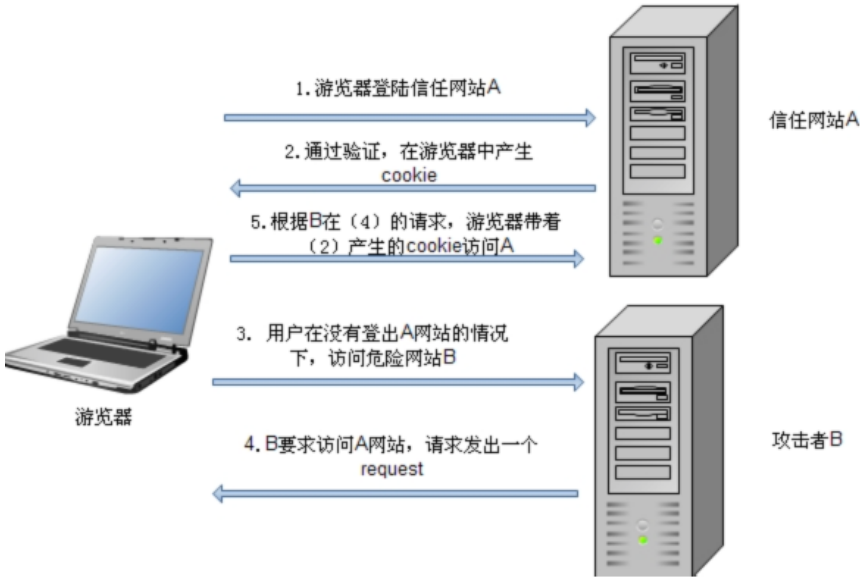 1.游览器登陆信任网站A
信任网站A
2.通过验证，在游览器中产生
cookie
5.根据B在（4）的请求，游览器带着
（2）产生的cookie访问A
3. 用户在没有登出A网站的情况
下，访问危险网站B
游览器
4.B要求访问A网站，请求发出一个
request
攻击者B